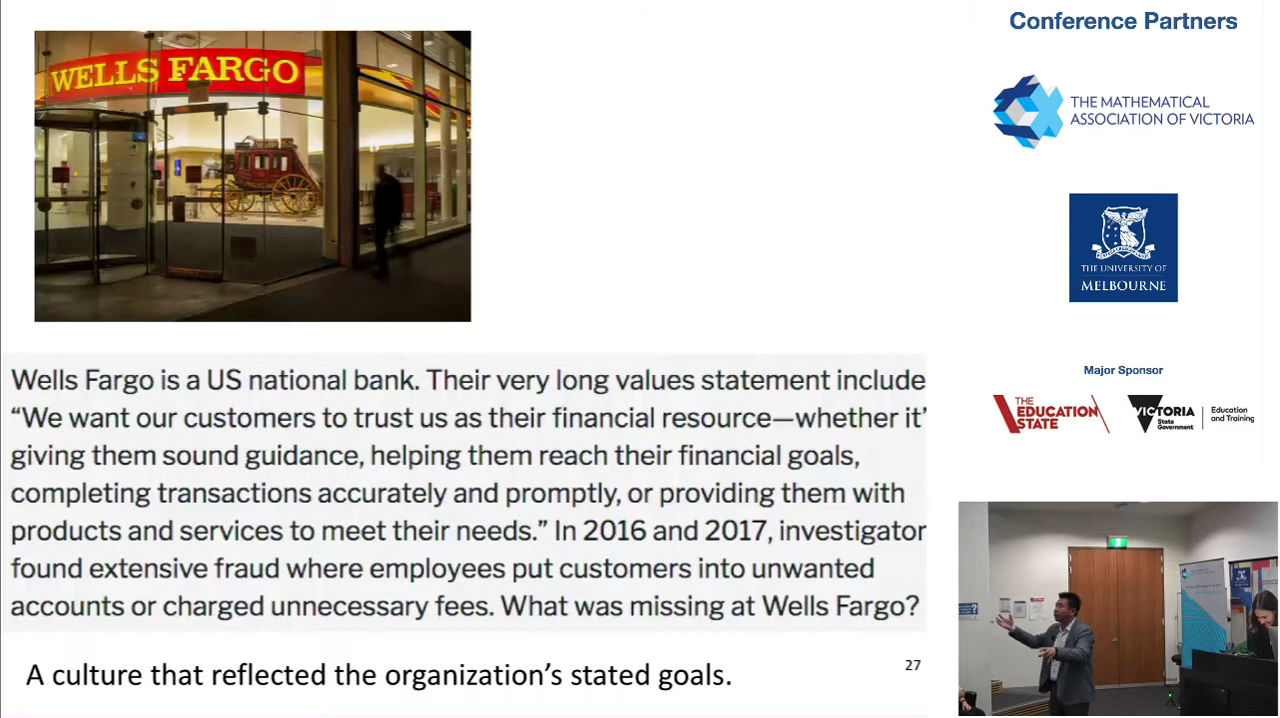 WELLS FARGO
Wells Fargo is a US national bank. Their very long values statement include
“We want our customers to trust us as their financial resource—whether it’
giving them sound guidance, helping them reach their financial goals,
completing transactions accurately and promptly, or providing them with
products and services to meet their needs.” In 2016 and 2017, investigator
found extensive fraud where employees put customers into unwanted
accounts or charged unnecessary fees. What was missing at Wells Fargo?
A culture that reflected the organization’s stated goals.
27
Conference Partners
THE MATHEMATICAL
ASSOCIATION OF VICTORIA
THE UNIVERSITY OF
MELBOURNE
Major Sponsor
THE
EDUCATION
STATE
VICTORIA
State
Government
Education
and Training